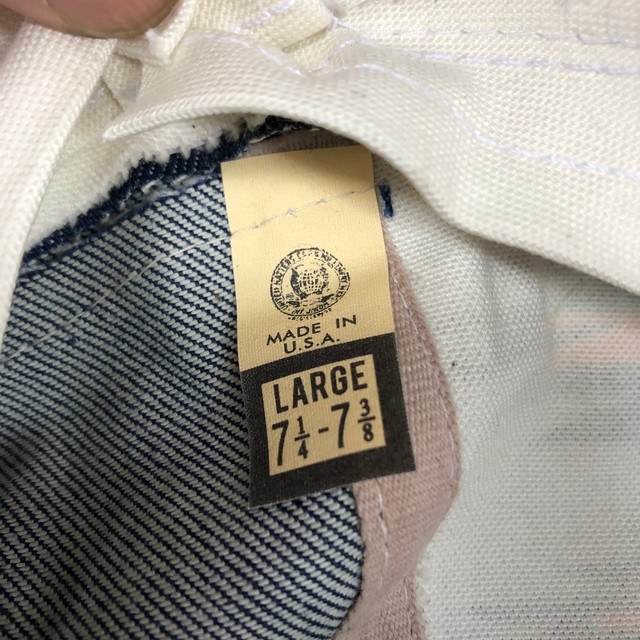 MADE IN
U.S.A.
LARGE
7 1/4 - 7 3/8